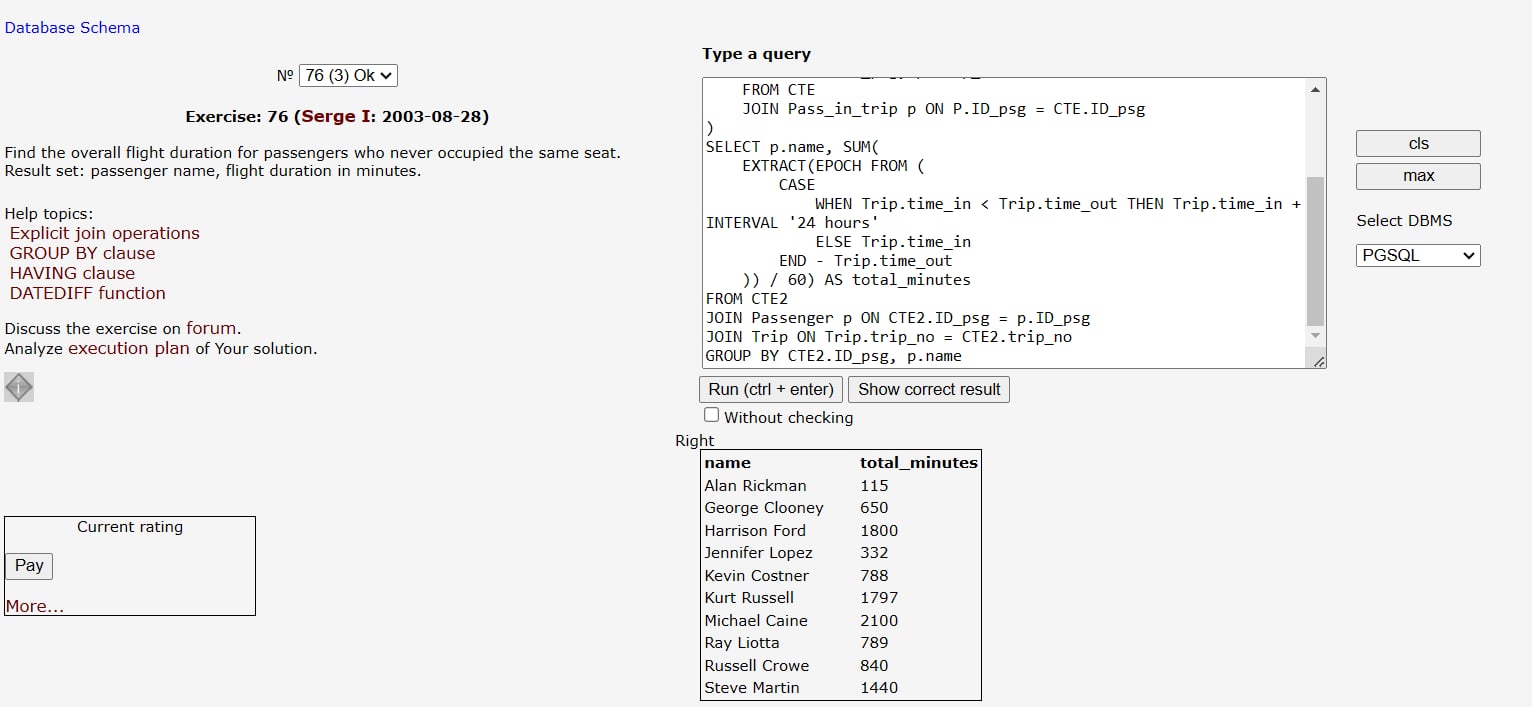 Database Schema
№ 76 (3) Ok
Exercise: 76 (Serge I: 2003-08-28)
Find the overall flight duration for passengers who never occupied the same seat.
Result set: passenger name, flight duration in minutes.
Help topics:
Explicit join operations
GROUP BY clause
HAVING clause
DATEDIFF function
Discuss the exercise on forum.
Analyze execution plan of Your solution.
Current rating
Pay
More...
Type a query
    FROM CTE
    JOIN Pass_in_trip p ON P.ID_psg = CTE.ID_psg
)
SELECT p.name, SUM(
    EXTRACT(EPOCH FROM (
        CASE
            WHEN Trip.time_in < Trip.time_out THEN Trip.time_in +
INTERVAL '24 hours'
            ELSE Trip.time_in
        END - Trip.time_out
    )) / 60) AS total_minutes
FROM CTE2
JOIN Passenger p ON CTE2.ID_psg = p.ID_psg
JOIN Trip ON Trip.trip_no = CTE2.trip_no
GROUP BY CTE2.ID_psg, p.name
cls
max
Select DBMS
PGSQL
Run (ctrl + enter) Show correct result
Without checking
Right
name total_minutes
Alan Rickman 115
George Clooney 650
Harrison Ford 1800
Jennifer Lopez 332
Kevin Costner 788
Kurt Russell 1797
Michael Caine 2100
Ray Liotta 789
Russell Crowe 840
Steve Martin 1440